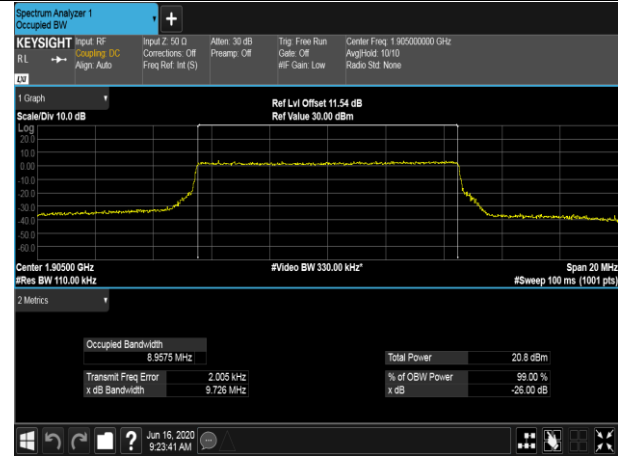 Spectrum Analyzer 1
Occupied BW
KEYSIGHT Input: RF Input Z: 50 Ω Atten: 30 dB Trig: Free Run Center Freq: 1.905000000 GHz
Coupling: DC Corrections: Off Preamp: Off Gate: Off Avg|Hold: 10/10
R L Align: Auto Freq Ref: Int (S) #IF Gain: Low Radio Std: None
LXI
1 Graph
Ref Lvl Offset 11.54 dB
Scale/Div 10.0 dB Ref Value 30.00 dBm
Log
20.0
10.0
0.00
-10.0
-20.0
-30.0
-40.0
-50.0
-60.0
Center 1.90500 GHz #Video BW 330.00 kHz* Span 20 MHz
#Res BW 110.00 kHz #Sweep 100 ms (1001 pts)
2 Metrics
Occupied Bandwidth
8.9575 MHz Total Power 20.8 dBm
Transmit Freq Error 2.005 kHz % of OBW Power 99.00 %
x dB Bandwidth 9.726 MHz x dB -26.00 dB
? Jun 16, 2020
9:23:41 AM